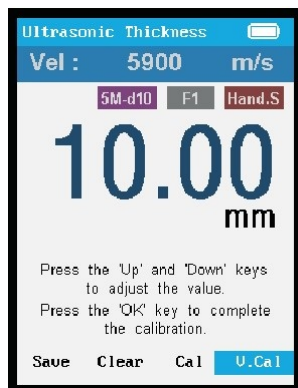 Ultrasonic Thickness
Vel : 5900 m/s
5M-d10 F1 Hand.S
10.00
mm
Press the 'Up' and 'Down' keys
to adjust the value.
Press the 'OK' key to complete
the calibration.
Save Clear Cal V.Cal